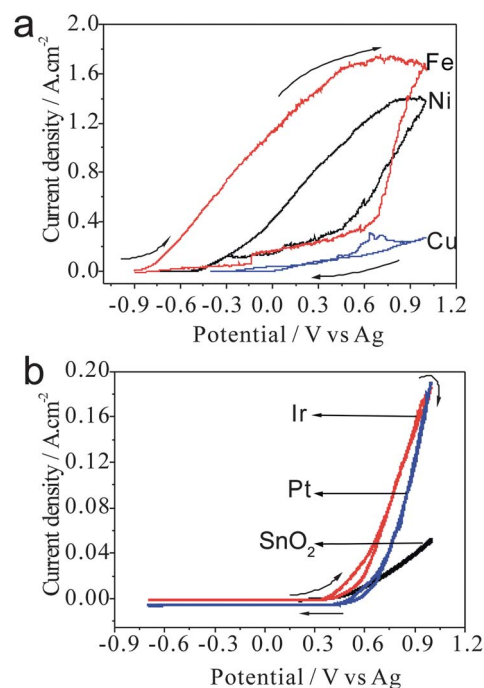 a
Current density / A.cm-2
2.0
1.6
1.2
0.8
0.4
0.0
Fe
Ni
Cu
-0.9 -0.6 -0.3 0.0 0.3 0.6 0.9 1.2
Potential / V vs Ag
b
Current density / A.cm-2
0.20
0.16
0.12
0.08
0.04
0.00
Ir
Pt
SnO2
-0.9 -0.6 -0.3 0.0 0.3 0.6 0.9 1.2
Potential / V vs Ag